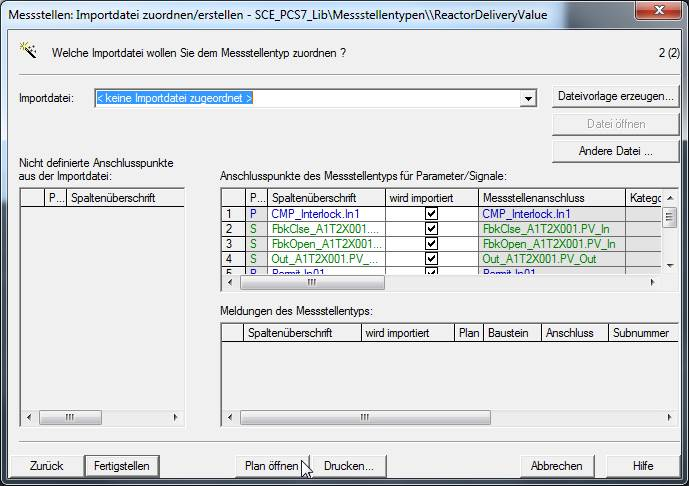 Messstellen: Importdatei zuordnen/erstellen - SCE_PCS7_Lib\Messstellentypen\\ReactorDeliveryValue
Welche Importdatei wollen Sie dem Messstellentyp zuordnen ?
2 (2)
Importdatei:
< keine Importdatei zugeordnet >
Dateivorlage erzeugen...
Datei öffnen
Andere Datei ...
Nicht definierte Anschlusspunkte
aus der Importdatei:
P... Spaltenüberschrift
Anschlusspunkte des Messstellentyps für Parameter/Signale:
P... Spaltenüberschrift wird importiert Messstellenanschluss Katego
1 P CMP_Interlock.In1 CMP_Interlock.In1
2 S FbkClse_A1T2X001.... FbkClse_A1T2X001.PV_In
3 S FbkOpen_A1T2X001.... FbkOpen_A1T2X001.PV_In
4 S Out_A1T2X001.PV_... Out_A1T2X001.PV_Out
5 P Permit.In01 Permit.In01
Meldungen des Messstellentyps:
Spaltenüberschrift wird importiert Plan Baustein Anschluss Subnummer
Zurück
Fertigstellen
Plan öffnen
Drucken...
Abbrechen
Hilfe